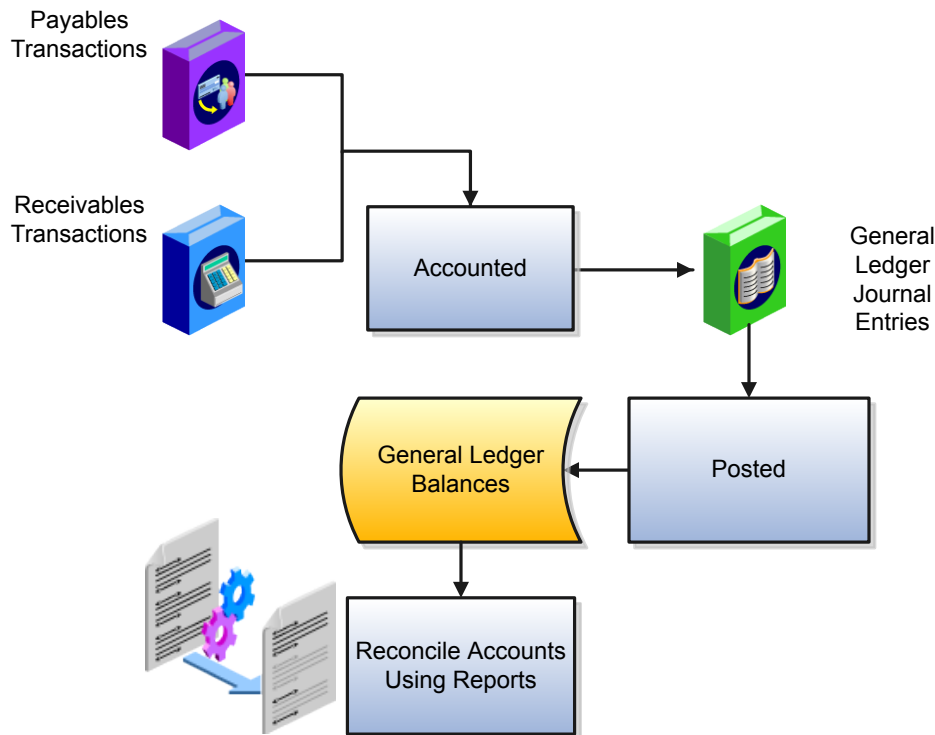 Payables
Transactions
Receivables
Transactions
Accounted
General
Ledger
Journal
Entries
General Ledger
Balances
Posted
Reconcile Accounts
Using Reports